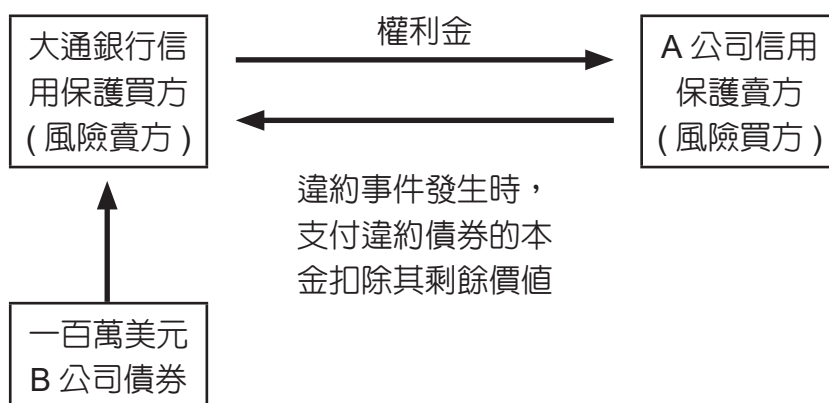 大通銀行信
用保護買方
(風險賣方)
權利金
A 公司信用
保護賣方
(風險買方)
違約事件發生時，
支付違約債券的本
金扣除其剩餘價值
一百萬美元
B 公司債券